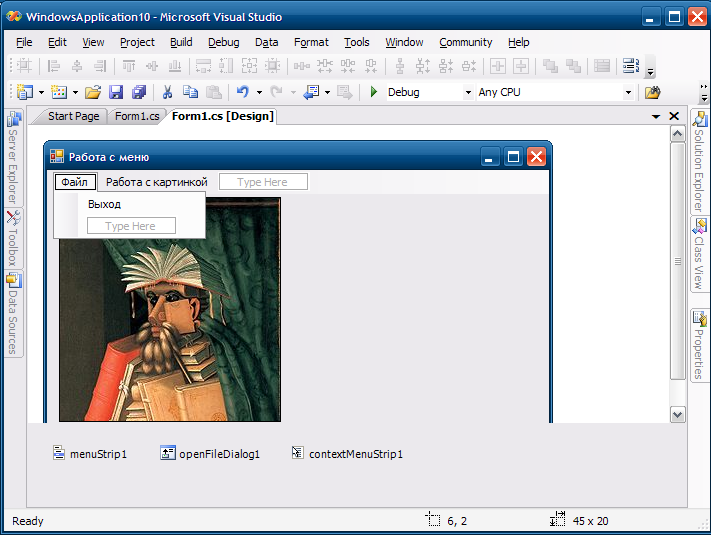 WindowsApplication10 - Microsoft Visual Studio
File Edit View Project Build Debug Data Format Tools Window Community Help
Debug Any CPU
Start Page Form1.cs Form1.cs [Design]
Server Explorer
Toolbox
Data Sources
Работа с меню
Файл Работа с картинкой Type Here
Выход
Type Here
Solution Explorer
Class View
Properties
menuStrip1 openFileDialog1 contextMenuStrip1
Ready 6, 2 45 x 20